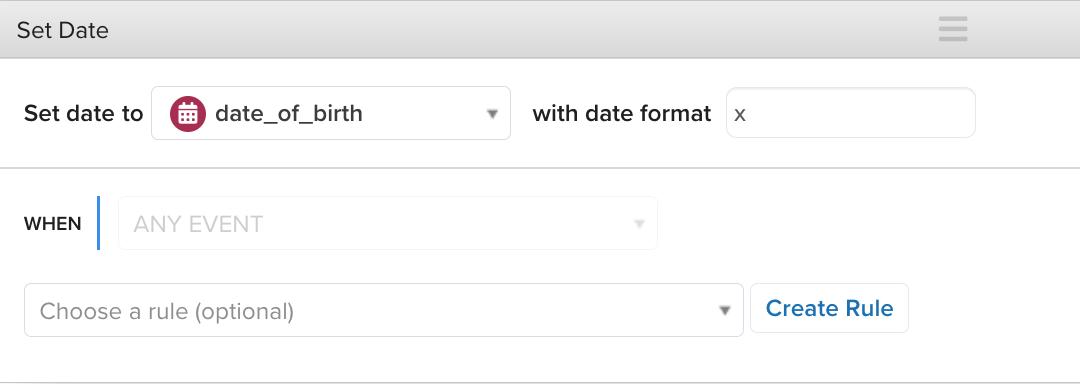 Set Date
Set date to date_of_birth with date format x
WHEN ANY EVENT
Choose a rule (optional) Create Rule